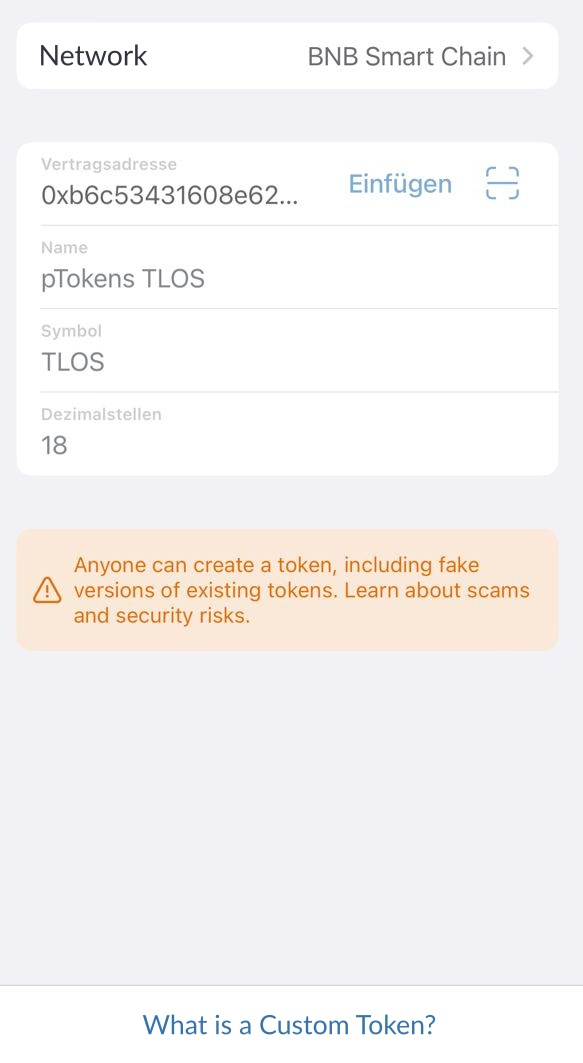 Network
BNB Smart Chain
Vertragsadresse
0xb6c53431608e62...
Einfügen
Name
pTokens TLOS
Symbol
TLOS
Dezimalstellen
18
Anyone can create a token, including fake
versions of existing tokens. Learn about scams
and security risks.
What is a Custom Token?